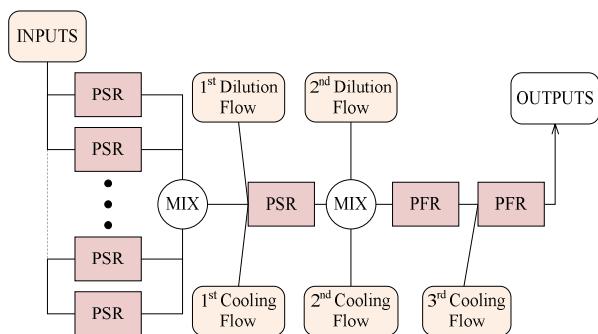 INPUTS
PSR
PSR
PSR
PSR
MIX
1st Dilution
Flow
2nd Dilution
Flow
PSR
MIX
PFR
PFR
OUTPUTS
1st Cooling
Flow
2nd Cooling
Flow
3rd Cooling
Flow